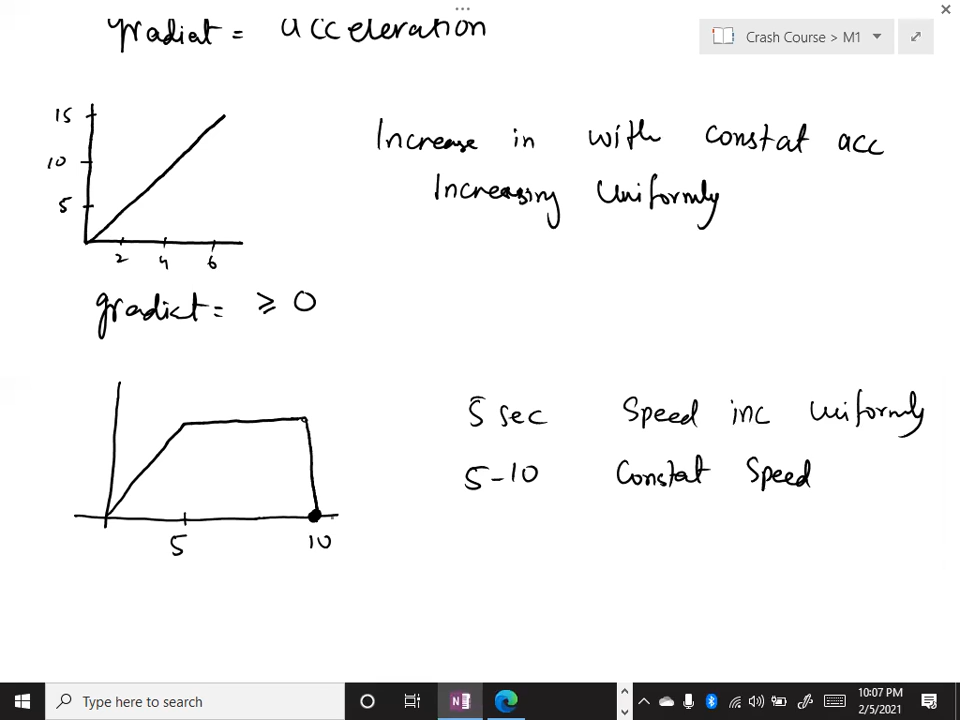 gradiat = acceleration
Crash Course > M1
15
10
5
2 4 6
Increase in with constat acc
Increasing Uniformly
gradict = ⩾ 0
5 sec Speed inc Uniformly
5-10 Constat Speed
5 10
Type here to search
10:07 PM
2/5/2021